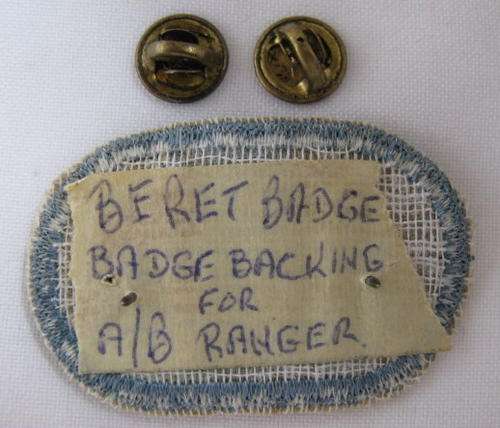 BERET BADGE
BADGE BACKING
FOR
A/B RANGER.